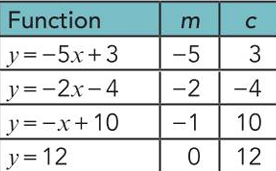 Function m c
y=-5x+3 -5 3
y=-2x-4 -2 -4
y=-x+10 -1 10
y=12 0 12